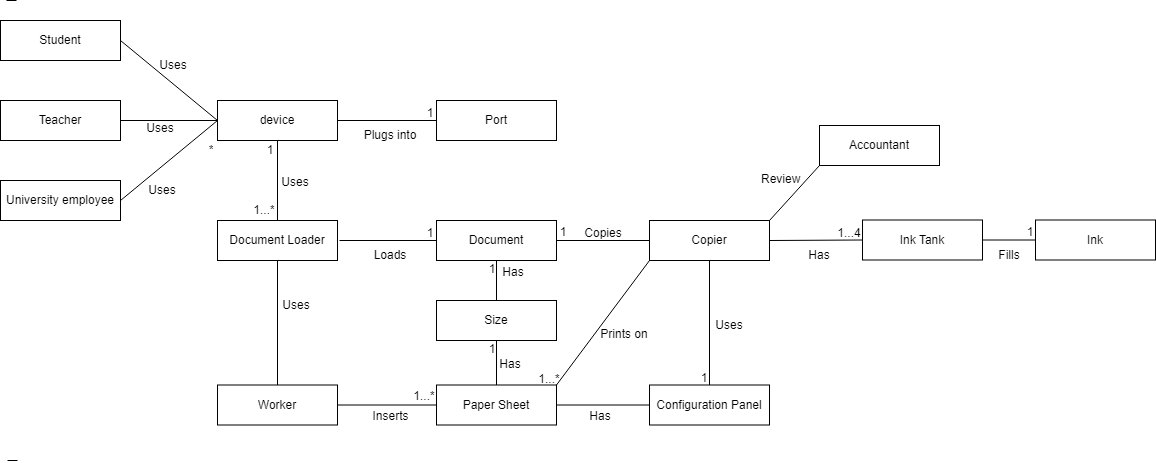 Student
Uses
Teacher
Uses
device
Plugs into
1
Port
*
1
University employee
Uses
Uses
1...*
Accountant
Review
Document Loader
Loads
1
Document
1
Copies
Copier
Has
1...4
Ink Tank
Fills
1
Ink
1
Has
Uses
Size
Prints on
Uses
1
Has
1...*
1
Worker
Inserts
1...*
Paper Sheet
Has
Configuration Panel